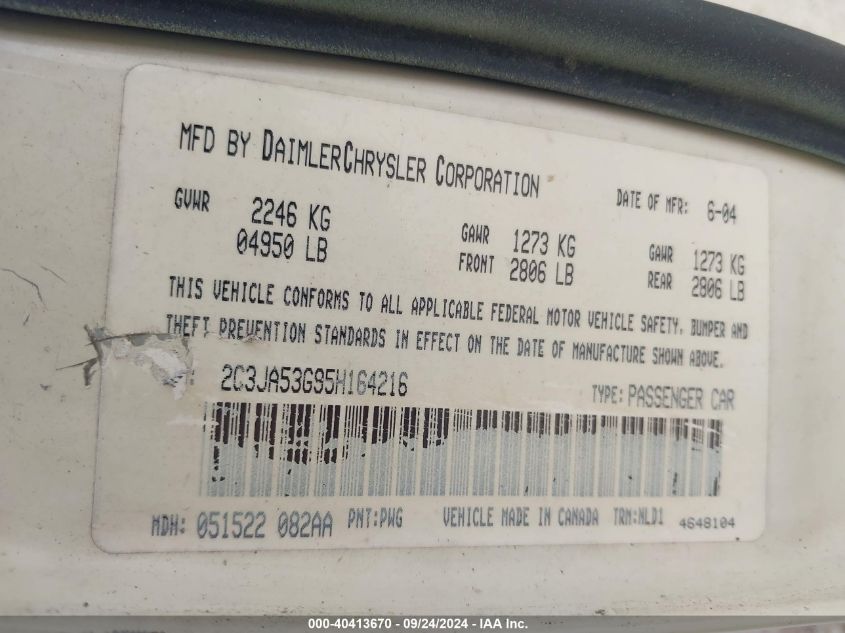 MFD BY DAIMLERCHRYSLER CORPORATION
DATE OF MFR: 6-04
GVWR 2246 KG
04950 LB
GAWR FRONT 1273 KG
2806 LB
GAWR REAR 1273 KG
2806 LB
THIS VEHICLE CONFORMS TO ALL APPLICABLE FEDERAL MOTOR VEHICLE SAFETY, BUMPER AND
THEFT PREVENTION STANDARDS IN EFFECT ON THE DATE OF MANUFACTURE SHOWN ABOVE.
2C3JA53G95H164216
TYPE: PASSENGER CAR
MDH: 051522 082AA PNT:PWG VEHICLE MADE IN CANADA TRM:NLD1 4648104
000-40413670 - 09/24/2024 - IAA Inc.